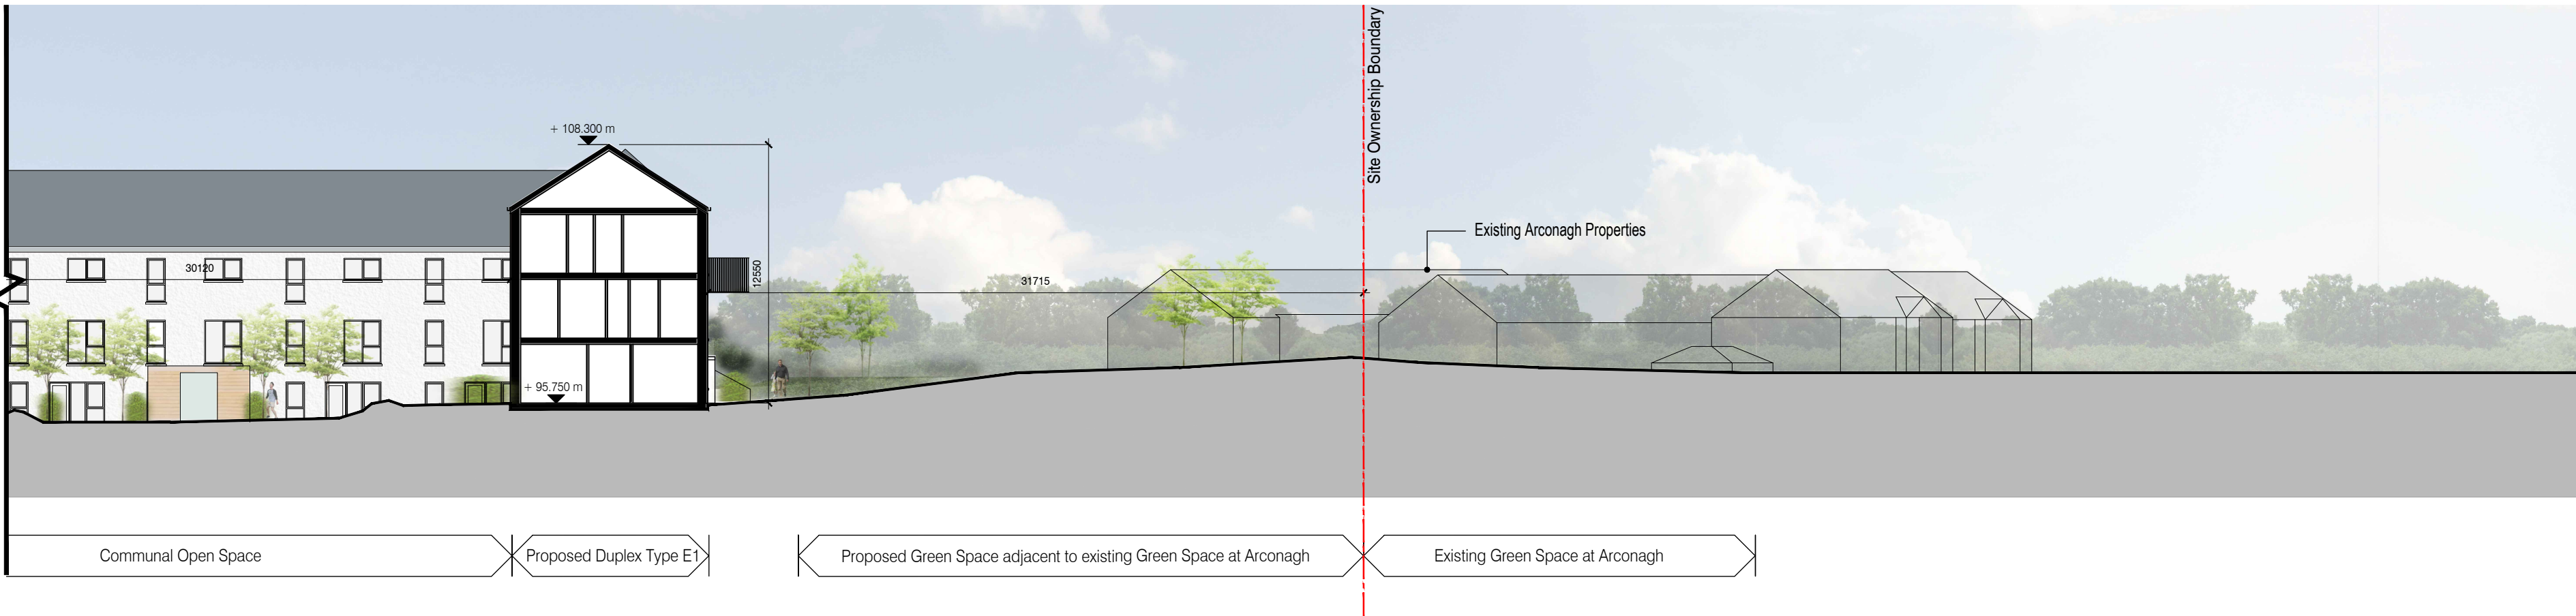 Site Ownership Boundary
+ 108.300 m
Existing Arconagh Properties
30120
12550
31715
+ 95.750 m
Communal Open Space
Proposed Duplex Type E1
Proposed Green Space adjacent to existing Green Space at Arconagh
Existing Green Space at Arconagh